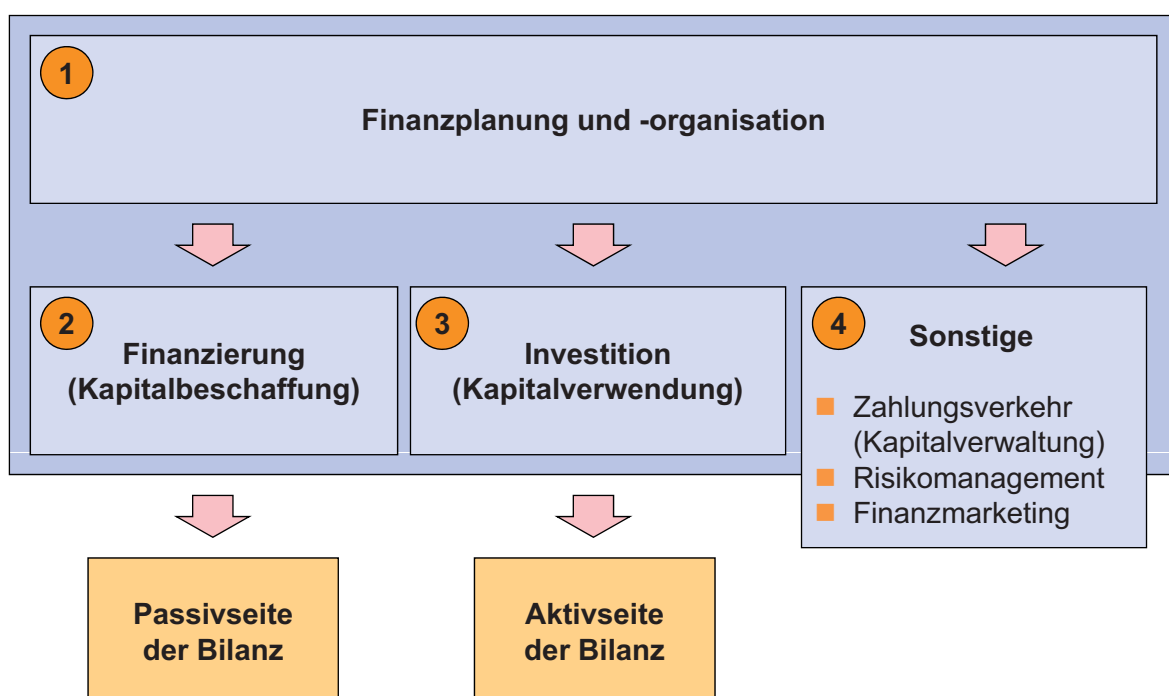 1
Finanzplanung und -organisation
2
Finanzierung
(Kapitalbeschaffung)
3
Investition
(Kapitalverwendung)
4
Sonstige
Zahlungsverkehr
(Kapitalverwaltung)
Risikomanagement
Finanzmarketing
Passivseite
der Bilanz
Aktivseite
der Bilanz